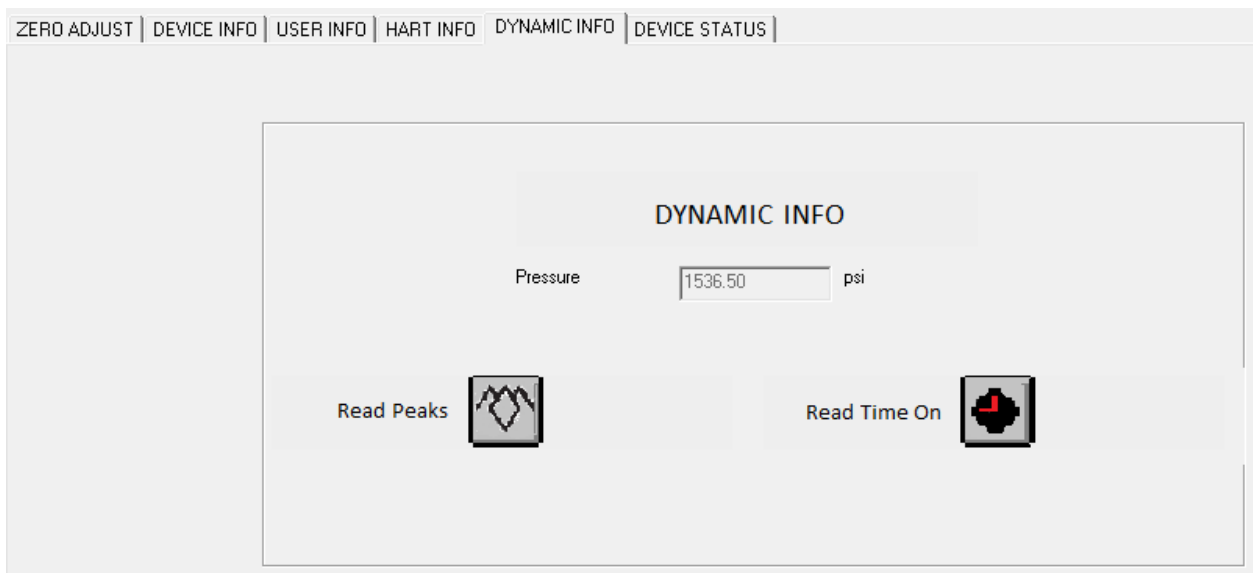 ZERO ADJUST DEVICE INFO USER INFO HART INFO DYNAMIC INFO DEVICE STATUS
DYNAMIC INFO
Pressure 1536.50 psi
Read Peaks Read Time On